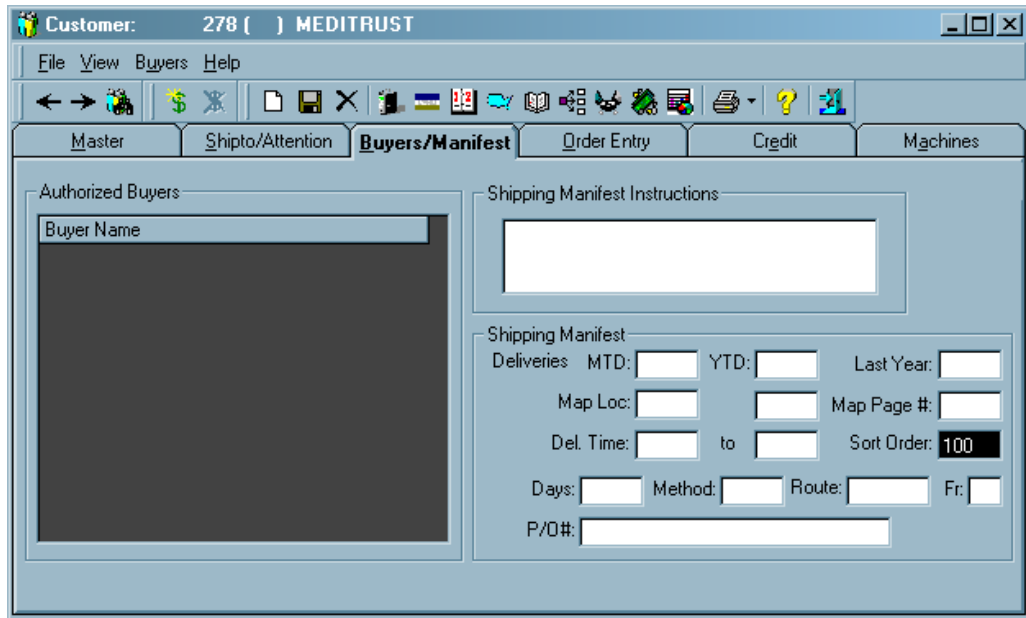 Customer: 278 ( ) MEDITRUST
File View Buyers Help
Master Shipto/Attention Buyers/Manifest Order Entry Credit Machines
Authorized Buyers
Buyer Name
Shipping Manifest Instructions
Shipping Manifest
Deliveries MTD: YTD: Last Year:
Map Loc: Map Page #:
Del. Time: to Sort Order: 100
Days: Method: Route: Fr:
P/O#: